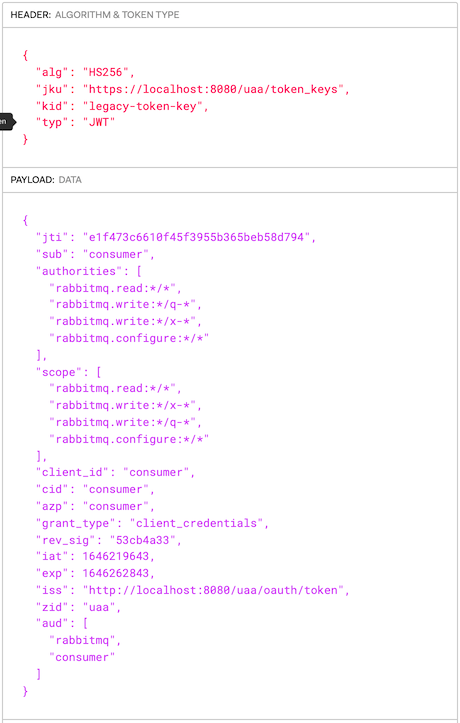 HEADER: ALGORITHM & TOKEN TYPE
{
"alg": "HS256",
"jku": "https://localhost:8080/uaa/token_keys",
"kid": "legacy-token-key",
en
"typ": "JWT"
}
PAYLOAD: DATA
{
"jti": "e1f473c6610f45f3955b365beb58d794",
"sub": "consumer",
"authorities": [
"rabbitmq.read:*/*",
"rabbitmq.write:*/q-*",
"rabbitmq.write:*/x-*",
"rabbitmq.configure:*/*"
],
"scope": [
"rabbitmq.read:*/*",
"rabbitmq.write:*/x-*",
"rabbitmq.write:*/q-*",
"rabbitmq.configure:*/*"
],
"client_id": "consumer",
"cid": "consumer",
"azp": "consumer",
"grant_type": "client_credentials",
"rev_sig": "53cb4a33",
"iat": 1646219643,
"exp": 1646262843,
"iss": "http://localhost:8080/uaa/oauth/token",
"zid": "uaa",
"aud": [
"rabbitmq",
"consumer"
]
}